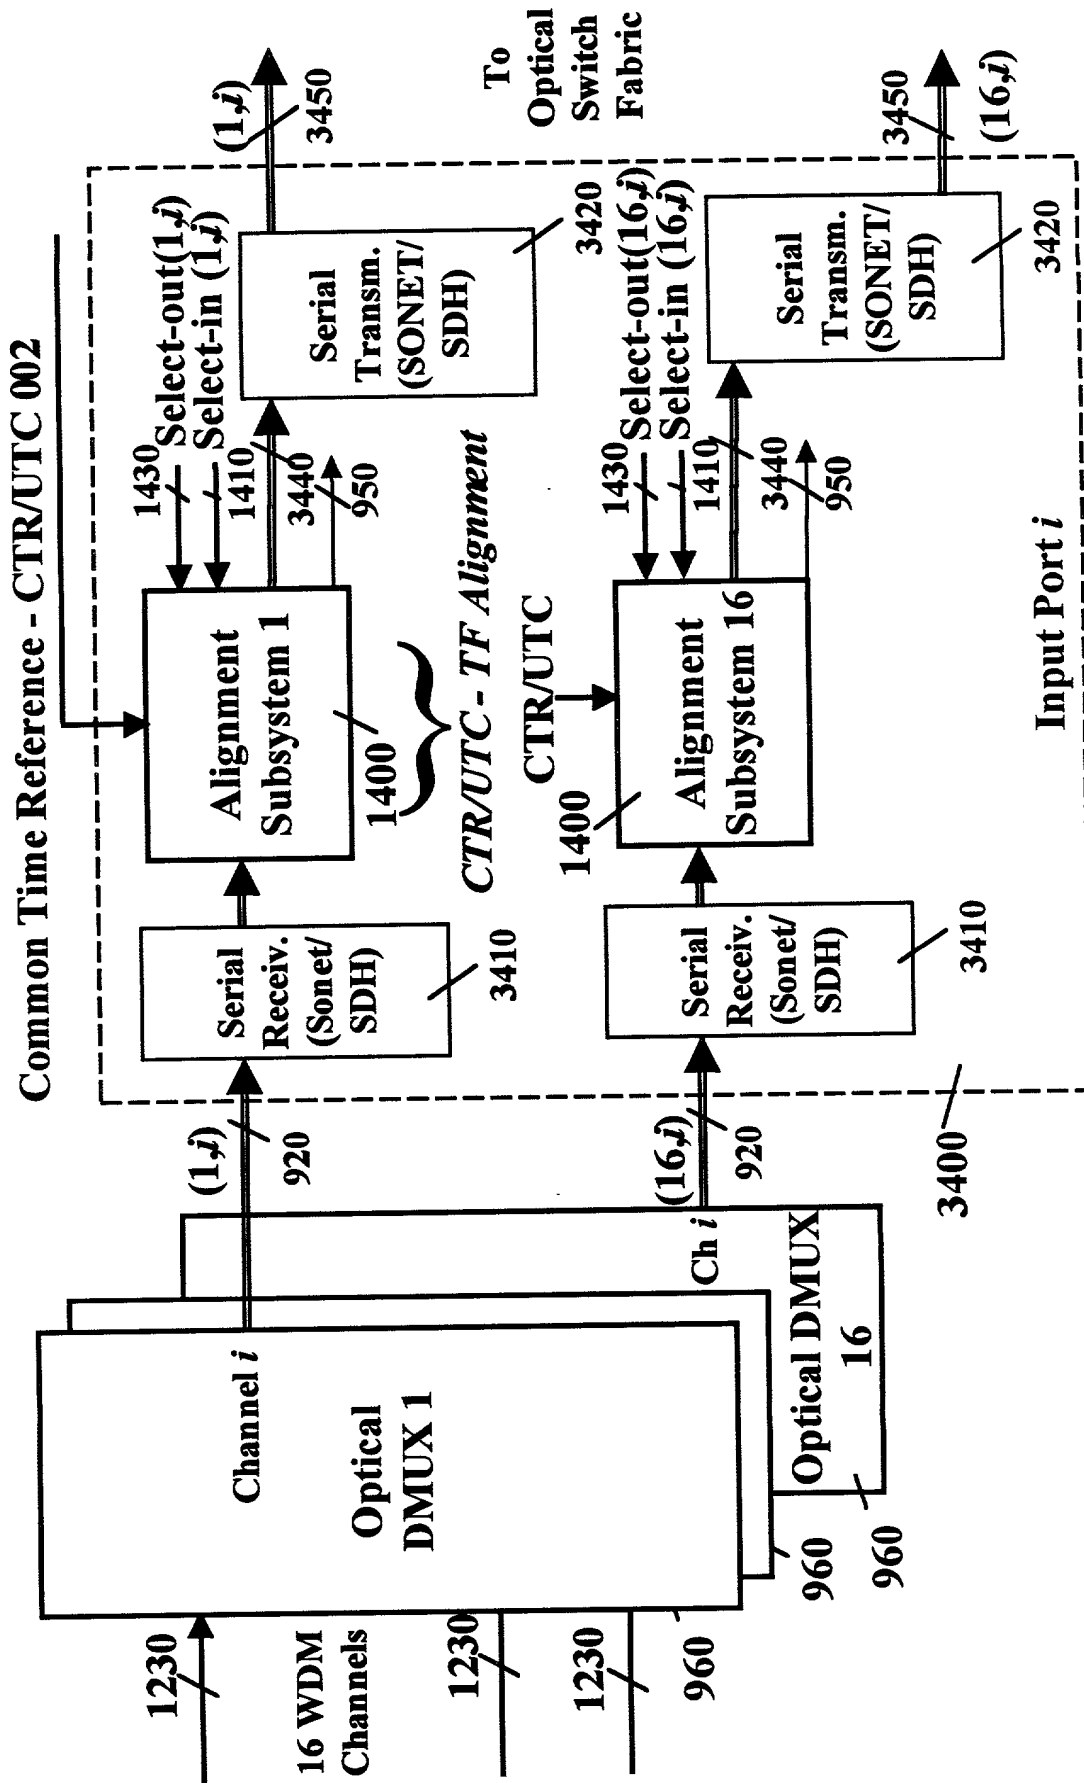 Common Time Reference - CTR/UTC 002
1230
16 WDM
Channels
1230
1230
960
Channel i
Optical
DMUX 1
960
Optical DMUX
16
960
Ch i
(1,i)
920
(16,i)
920
3400
Serial
Receiv.
(Sonet/
SDH)
3410
Serial
Receiv.
(Sonet/
SDH)
3410
Alignment
Subsystem 1
1400
CTR/UTC - TF Alignment
CTR/UTC
1400
Alignment
Subsystem 16
1430
Select-out(1,i)
Select-in (1,i)
1410
3440
950
1430
Select-out(16,i)
Select-in (16,i)
1410
3440
950
Serial
Transm.
(SONET/
SDH)
3420
Serial
Transm.
(SONET/
SDH)
3420
Input Port i
(1,i)
3450
To
Optical
Switch
Fabric
3450
(16,i)